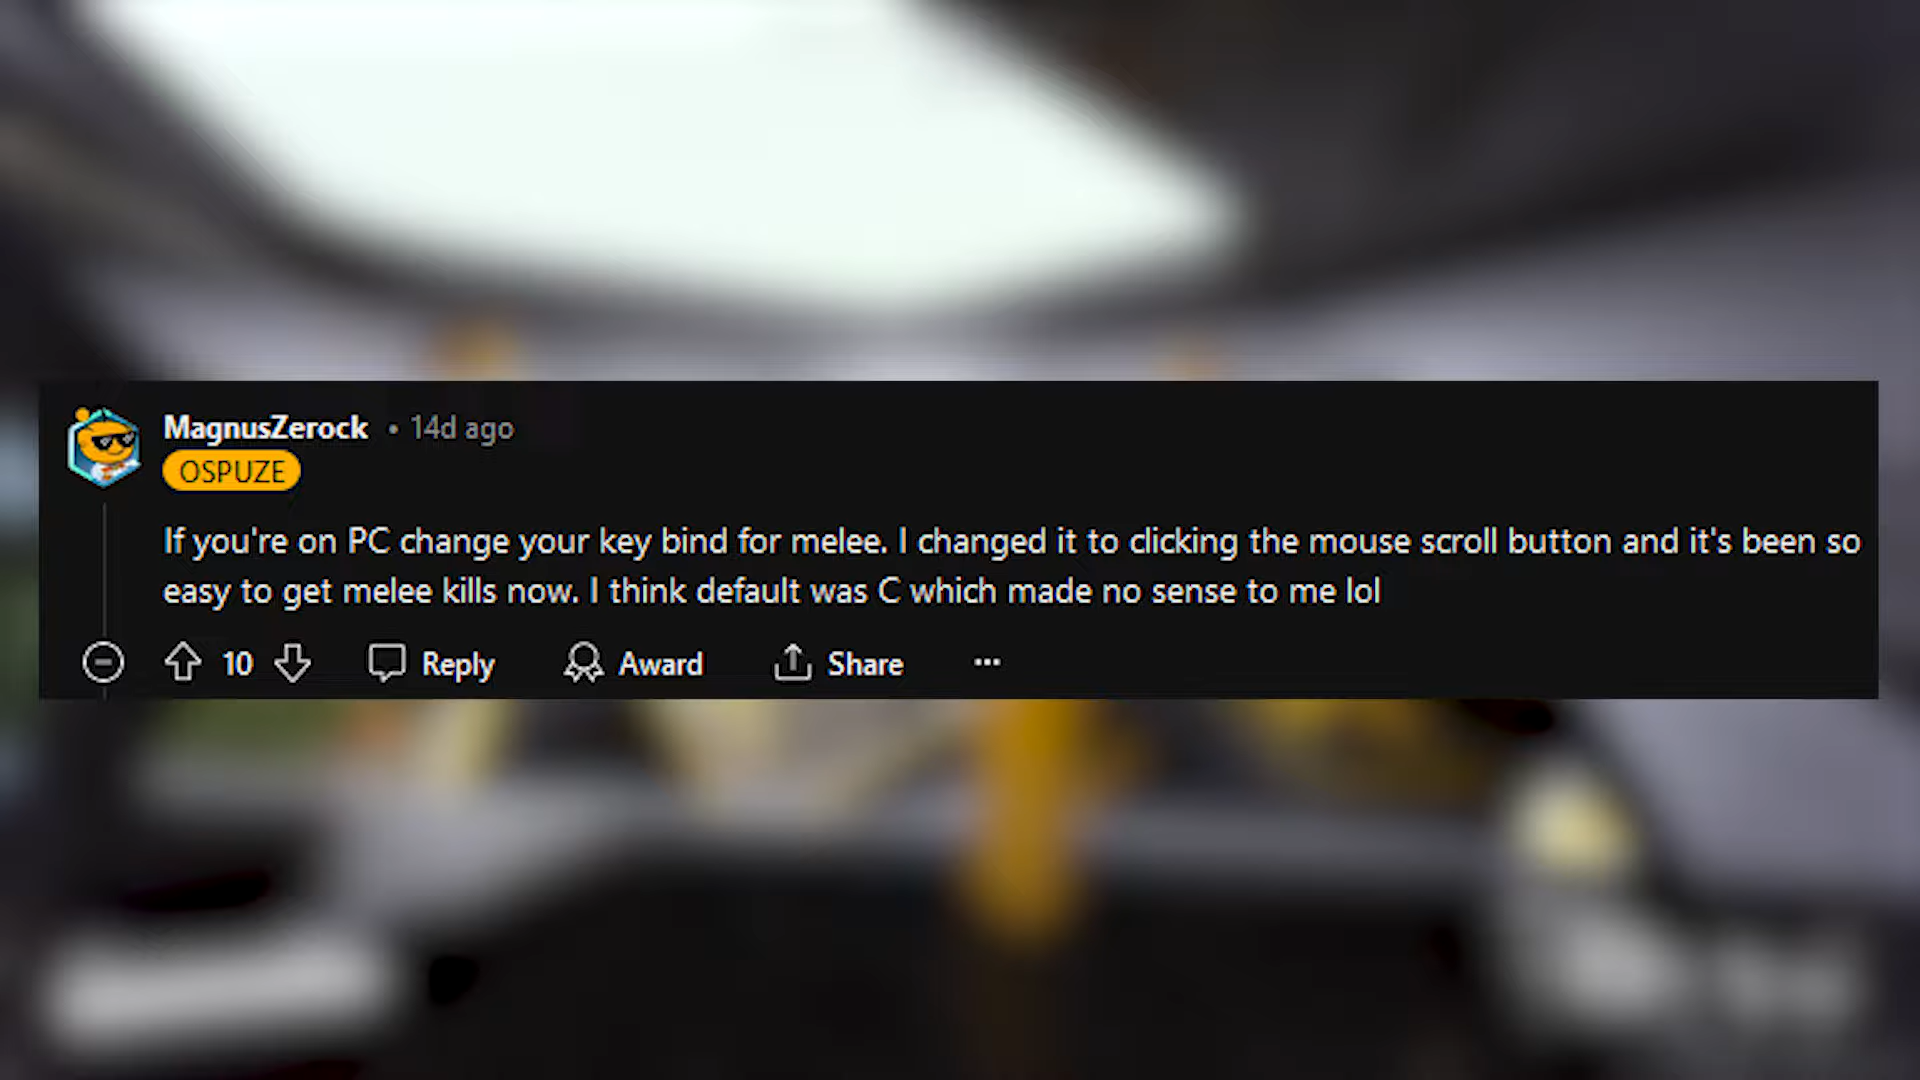 MagnusZerock • 14d ago
OSPUZE
If you're on PC change your key bind for melee. I changed it to clicking the mouse scroll button and it's been so
easy to get melee kills now. I think default was C which made no sense to me lol
10 Reply Award Share ...